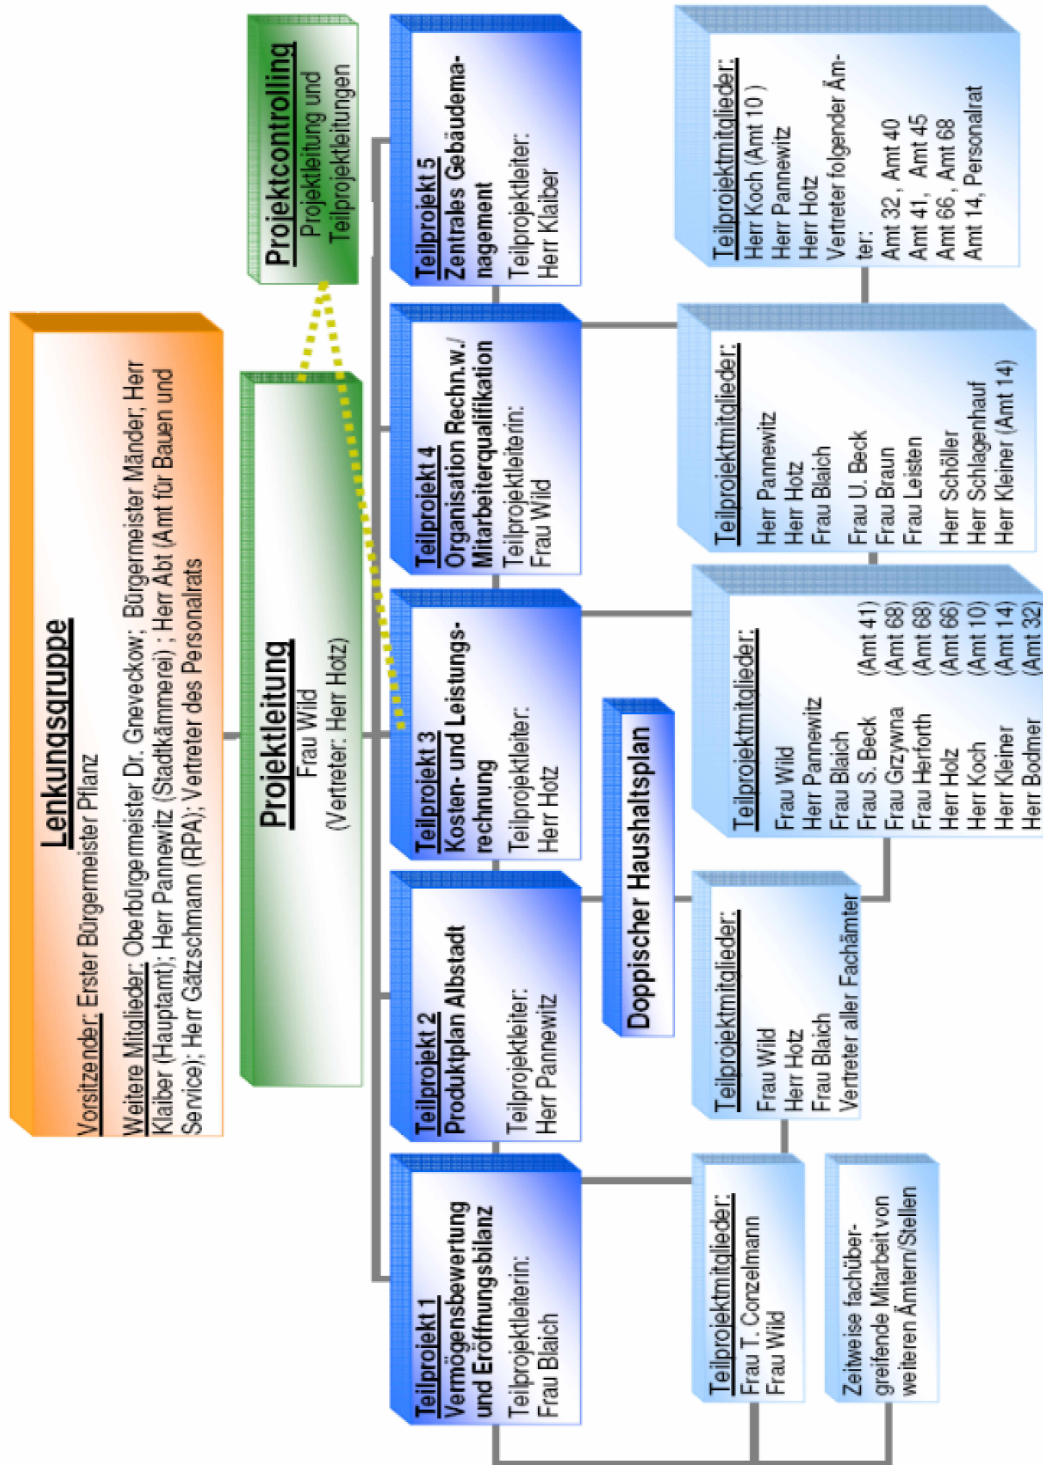 Lenkungsgruppe
Vorsitzender: Erster Bürgermeister Pflanz
Weitere Mitglieder: Oberbürgermeister Dr. Gneveckow; Bürgermeister Mänder; Herr
Klaiber (Hauptamt); Herr Pannewitz (Stadtkämmerei) ; Herr Abt (Amt für Bauen und
Service); Herr Gätzschmann (RPA); Vertreter des Personalrats
Projektleitung
Frau Wild
(Vertreter: Herr Hotz)
Projektcontrolling
Projektleitung und
Teilprojektleitungen
Teilprojekt 1
Vermögensbewertung
und Eröffnungsbilanz
Teilprojektleiterin:
Frau Blaich
Teilprojekt 2
Produktplan Albstadt
Teilprojektleiter:
Herr Pannewitz
Teilprojekt 3
Kosten- und Leistungs-
rechnung
Teilprojektleiter:
Herr Hotz
Teilprojekt 4
Organisation Rechn.w./
Mitarbeiterqualifikation
Teilprojektleiterin:
Frau Wild
Teilprojekt 5
Zentrales Gebäudema-
nagement
Teilprojektleiter:
Herr Klaiber
Doppischer Haushaltsplan
Teilprojektmitglieder:
Frau T. Conzelmann
Frau Wild
Zeitweise fachüber-
greifende Mitarbeit von
weiteren Ämtern/Stellen
Teilprojektmitglieder:
Frau Wild
Herr Hotz
Frau Blaich
Vertreter aller Fachämter
Teilprojektmitglieder:
Frau Wild
Herr Pannewitz
Frau Blaich
Frau S. Beck (Amt 41)
Frau Grzywna (Amt 68)
Frau Herforth (Amt 68)
Herr Holz (Amt 66)
Herr Koch (Amt 10)
Herr Kleiner (Amt 14)
Herr Bodmer (Amt 32)
Teilprojektmitglieder:
Herr Pannewitz
Herr Hotz
Frau Blaich
Frau U. Beck
Frau Braun
Frau Leisten
Herr Schöller
Herr Schlagenhauf
Herr Kleiner (Amt 14)
Teilprojektmitglieder:
Herr Koch (Amt 10 )
Herr Pannewitz
Herr Hotz
Vertreter folgender Äm-
ter:
Amt 32 , Amt 40
Amt 41, Amt 45
Amt 66 , Amt 68
Amt 14, Personalrat